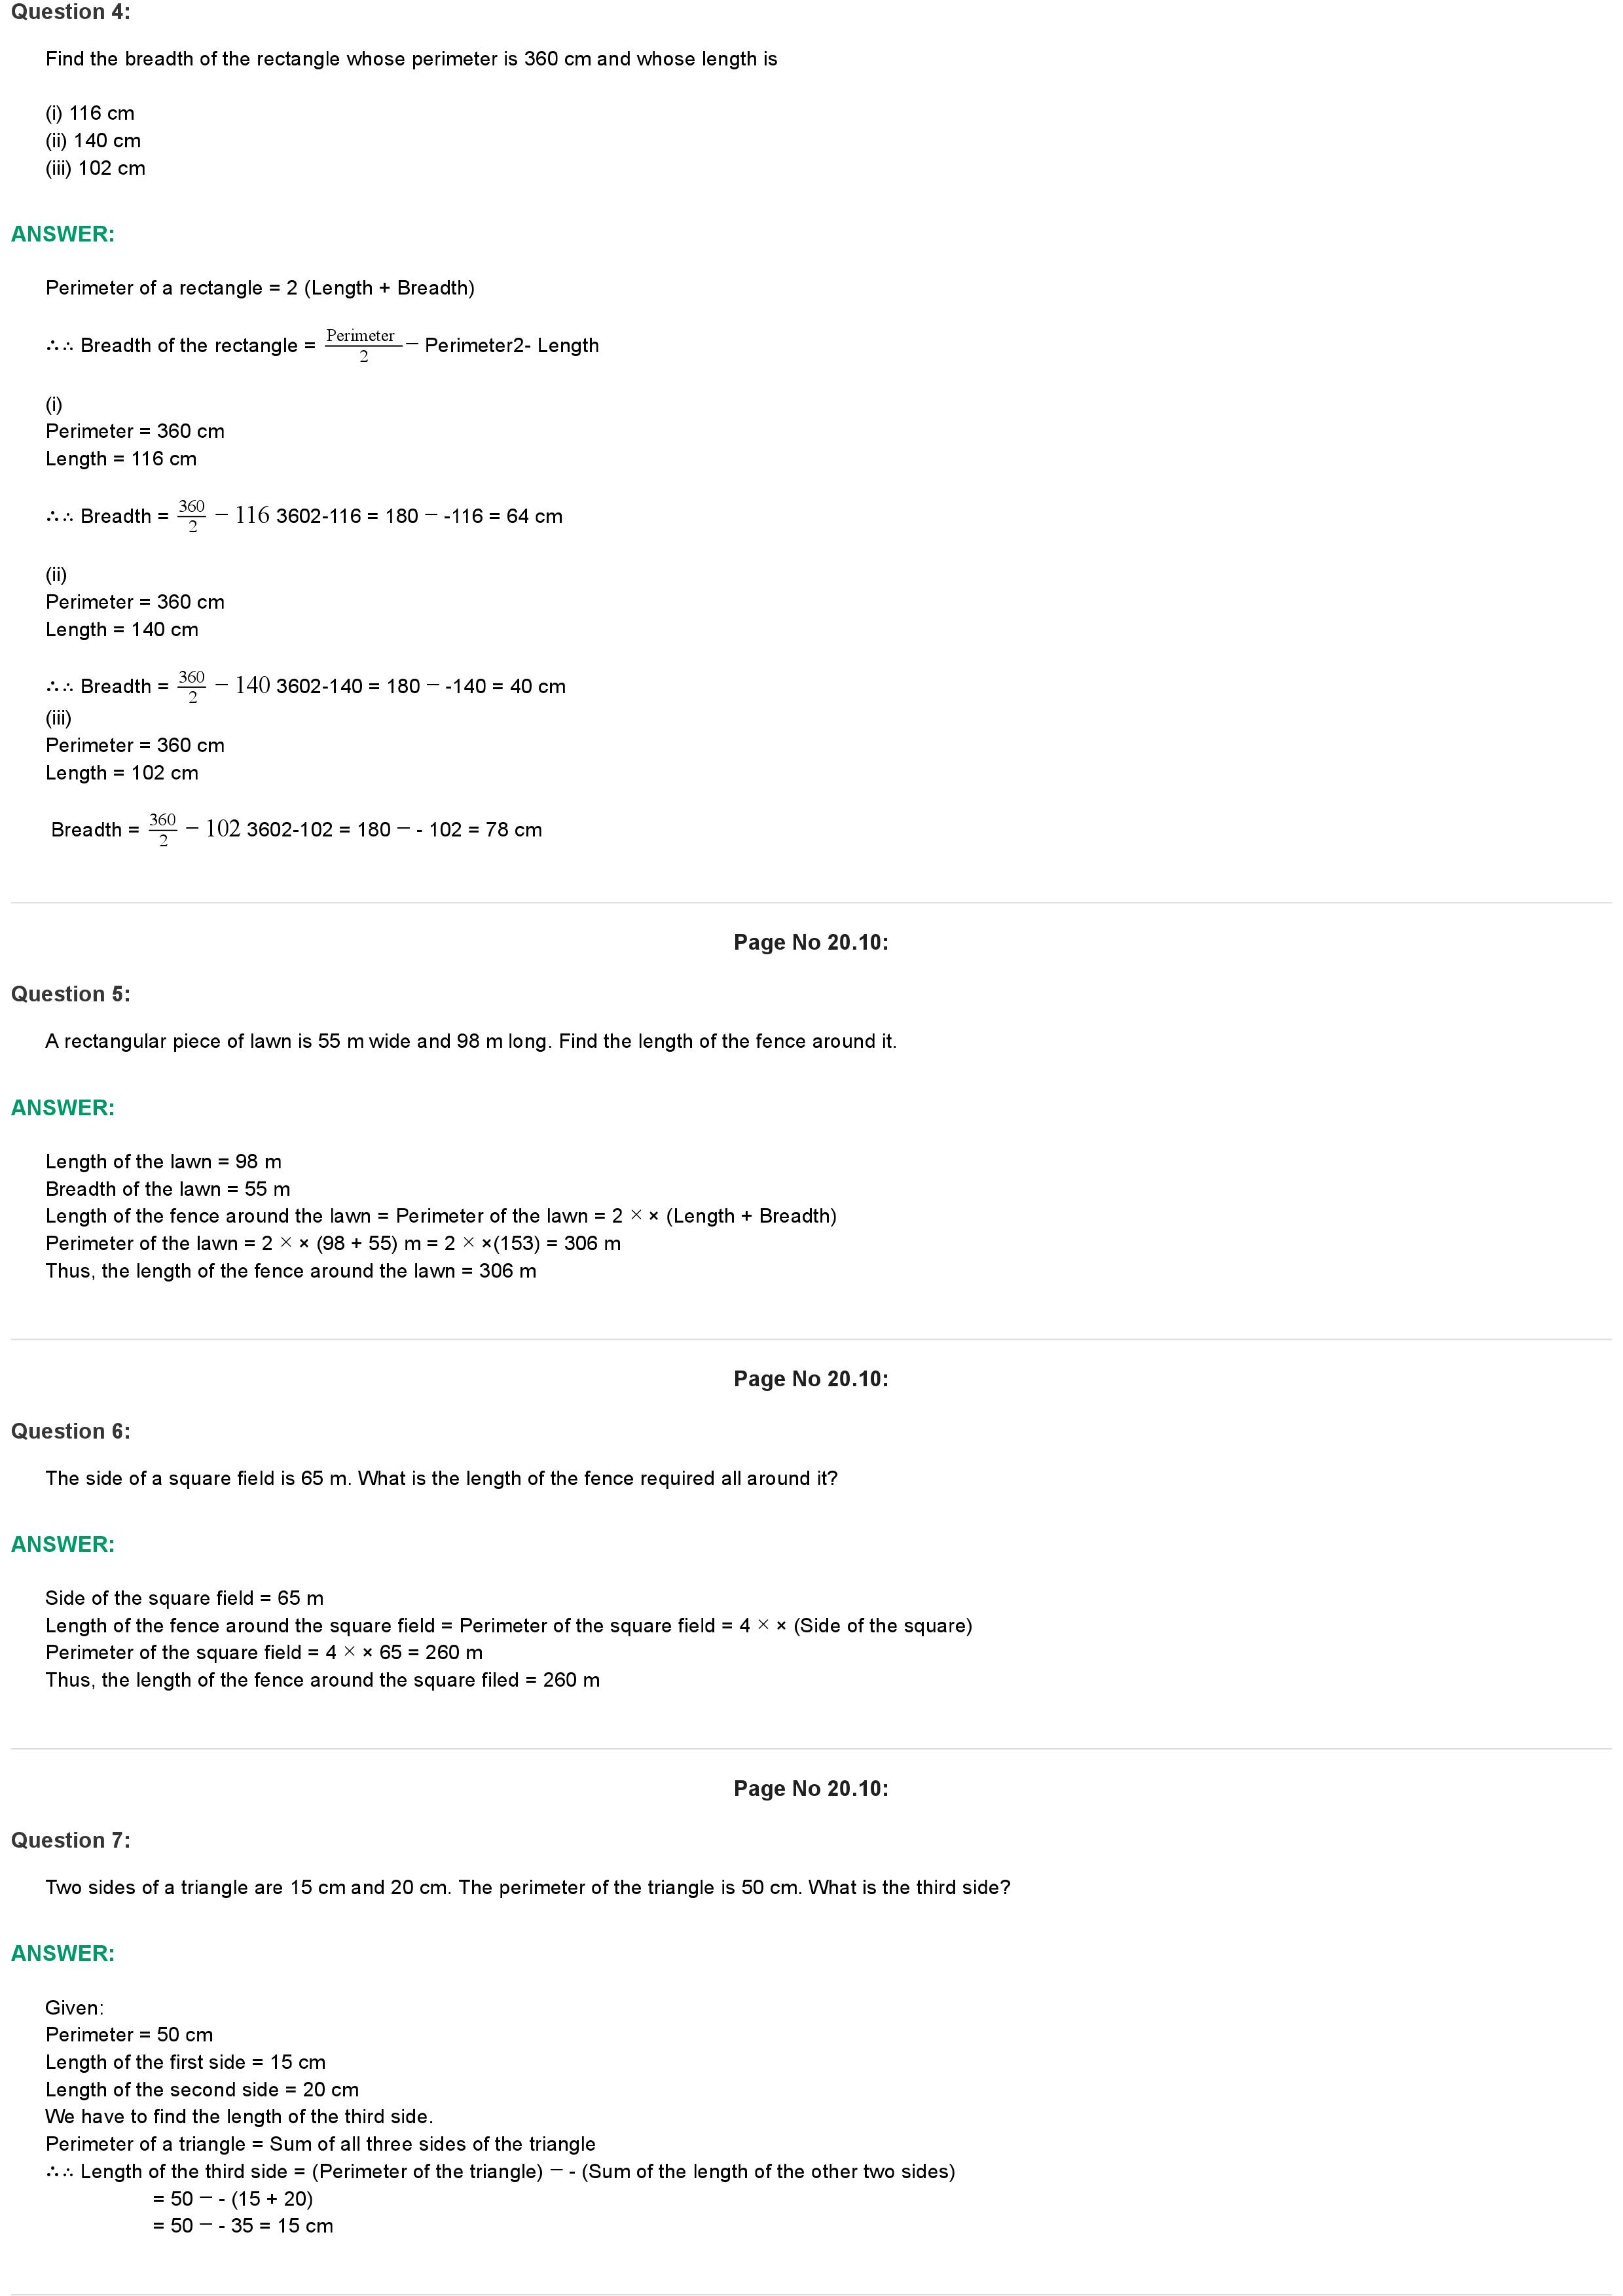 Question 4:
Find the breadth of the rectangle whose perimeter is 360 cm and whose length is
(i) 116 cm
(ii) 140 cm
(iii) 102 cm
ANSWER:
Perimeter of a rectangle = 2 (Length + Breadth)
∴∴ Breadth of the rectangle = Perimeter/2 − Perimeter2- Length
(i)
Perimeter = 360 cm
Length = 116 cm
∴∴ Breadth = 360/2 − 116 3602-116 = 180 − -116 = 64 cm
(ii)
Perimeter = 360 cm
Length = 140 cm
∴∴ Breadth = 360/2 − 140 3602-140 = 180 − -140 = 40 cm
(iii)
Perimeter = 360 cm
Length = 102 cm
Breadth = 360/2 − 102 3602-102 = 180 − - 102 = 78 cm
Page No 20.10:
Question 5:
A rectangular piece of lawn is 55 m wide and 98 m long. Find the length of the fence around it.
ANSWER:
Length of the lawn = 98 m
Breadth of the lawn = 55 m
Length of the fence around the lawn = Perimeter of the lawn = 2 × × (Length + Breadth)
Perimeter of the lawn = 2 × × (98 + 55) m = 2 × ×(153) = 306 m
Thus, the length of the fence around the lawn = 306 m
Page No 20.10:
Question 6:
The side of a square field is 65 m. What is the length of the fence required all around it?
ANSWER:
Side of the square field = 65 m
Length of the fence around the square field = Perimeter of the square field = 4 × × (Side of the square)
Perimeter of the square field = 4 × × 65 = 260 m
Thus, the length of the fence around the square filed = 260 m
Page No 20.10:
Question 7:
Two sides of a triangle are 15 cm and 20 cm. The perimeter of the triangle is 50 cm. What is the third side?
ANSWER:
Given:
Perimeter = 50 cm
Length of the first side = 15 cm
Length of the second side = 20 cm
We have to find the length of the third side.
Perimeter of a triangle = Sum of all three sides of the triangle
∴∴ Length of the third side = (Perimeter of the triangle) − - (Sum of the length of the other two sides)
= 50 − - (15 + 20)
= 50 − - 35 = 15 cm